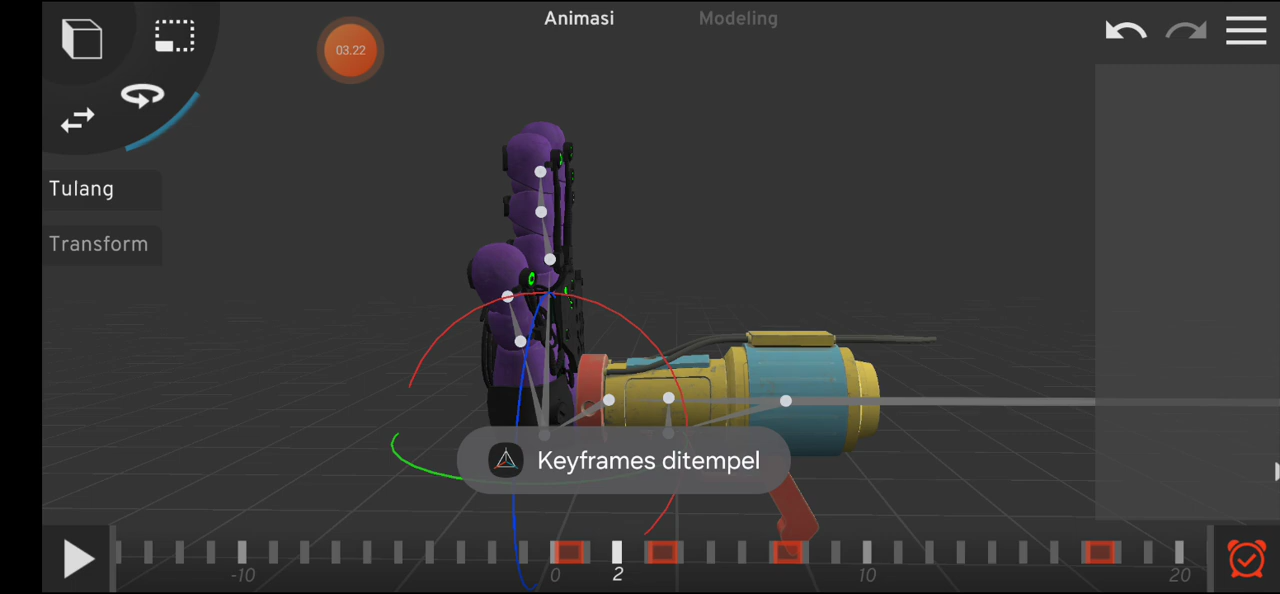 Animasi
Modeling
03.22
Tulang
Transform
Keyframes ditempel
-10
0
2
10
20